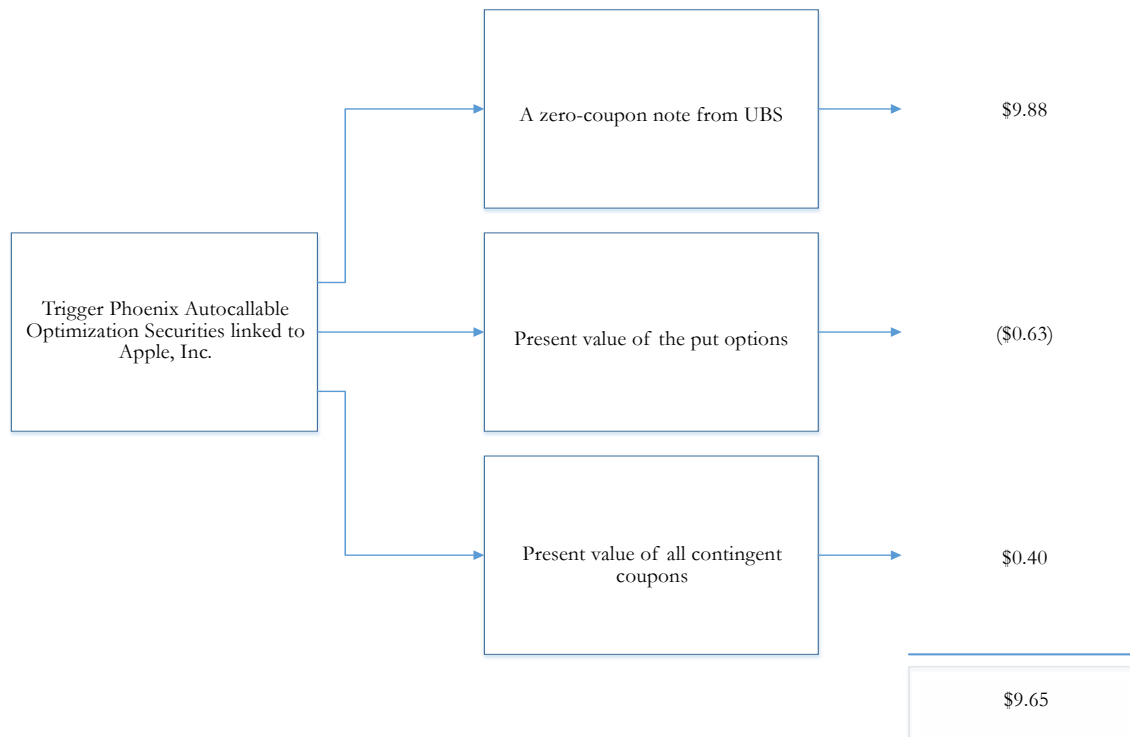 A zero-coupon note from UBS
$9.88
Trigger Phoenix Autocallable
Optimization Securities linked to
Apple, Inc.
Present value of the put options
($0.63)
Present value of all contingent
coupons
$0.40
$9.65